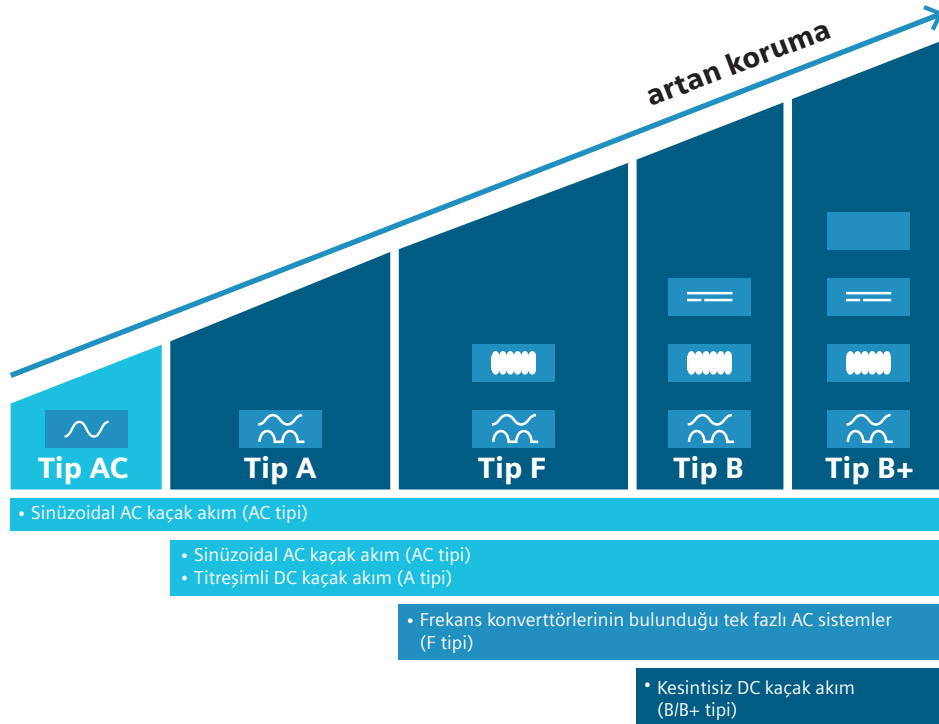 artan koruma
Tip AC
Tip A
Tip F
Tip B
Tip B+
• Sinüzoidal AC kaçak akım (AC tipi)
• Sinüzoidal AC kaçak akım (AC tipi)
• Titreşimli DC kaçak akım (A tipi)
• Frekans konverttörlerinin bulunduğu tek fazlı AC sistemler
(F tipi)
• Kesintisiz DC kaçak akım
(B/B+ tipi)